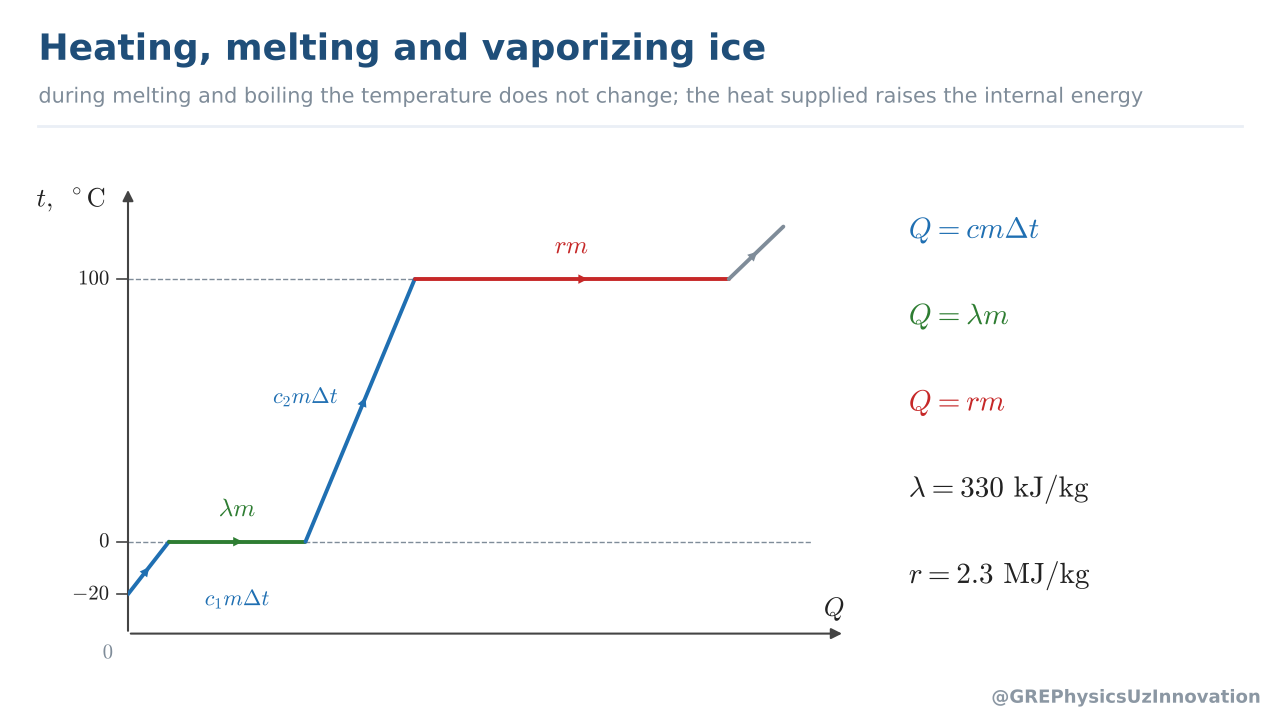 Heating, melting and vaporizing ice
during melting and boiling the temperature does not change; the heat supplied raises the internal energy
t, °C
rm
Q = cmΔt
100
Q = λm
c₂mΔt
Q = rm
λm
λ = 330 kJ/kg
0
−20
c₁mΔt
r = 2.3 MJ/kg
Q
0
@GREPhysicsUzInnovation